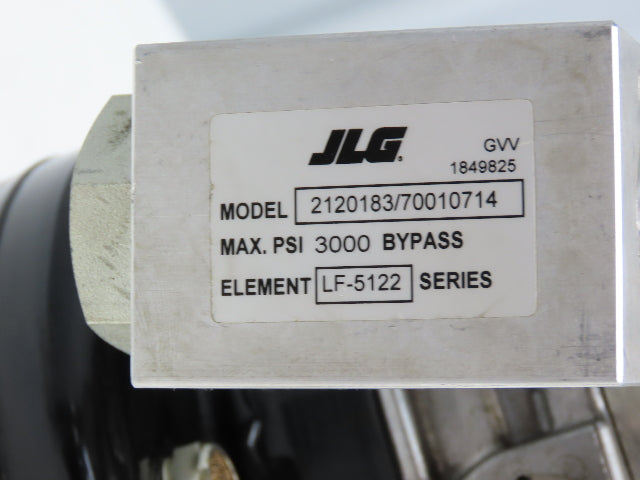 JLG
GVV
1849825
MODEL 2120183/70010714
MAX. PSI 3000 BYPASS
ELEMENT LF-5122 SERIES